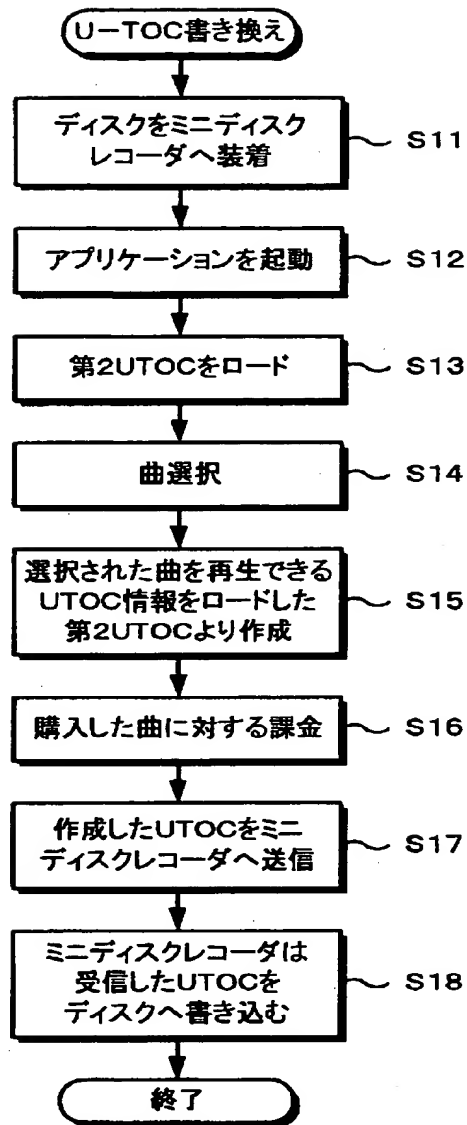 U－TOC書き換え
ディスクをミニディスク
レコーダへ装着
S11
アプリケーションを起動
S12
第2UTOCをロード
S13
曲選択
S14
選択された曲を再生できる
UTOC情報をロードした
第2UTOCより作成
S15
購入した曲に対する課金
S16
作成したUTOCをミニ
ディスクレコーダへ送信
S17
ミニディスクレコーダは
受信したUTOCを
ディスクへ書き込む
S18
終了